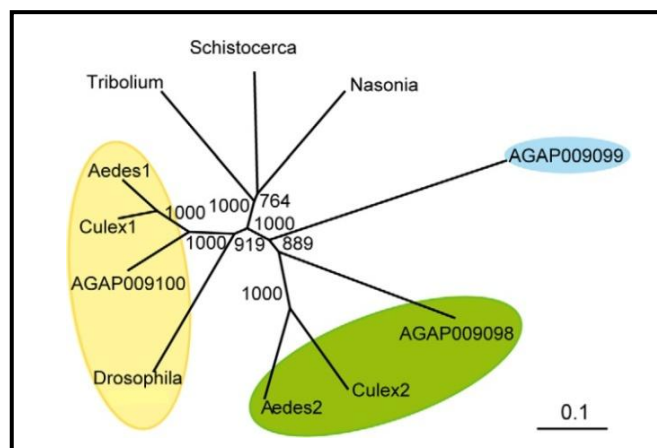 Schistocerca
Tribolium
Nasonia
AGAP009099
Aedes1
1000
764
1000
Culex1
1000
1000
919
889
AGAP009100
1000
AGAP009098
Drosophila
Culex2
Aedes2
0.1